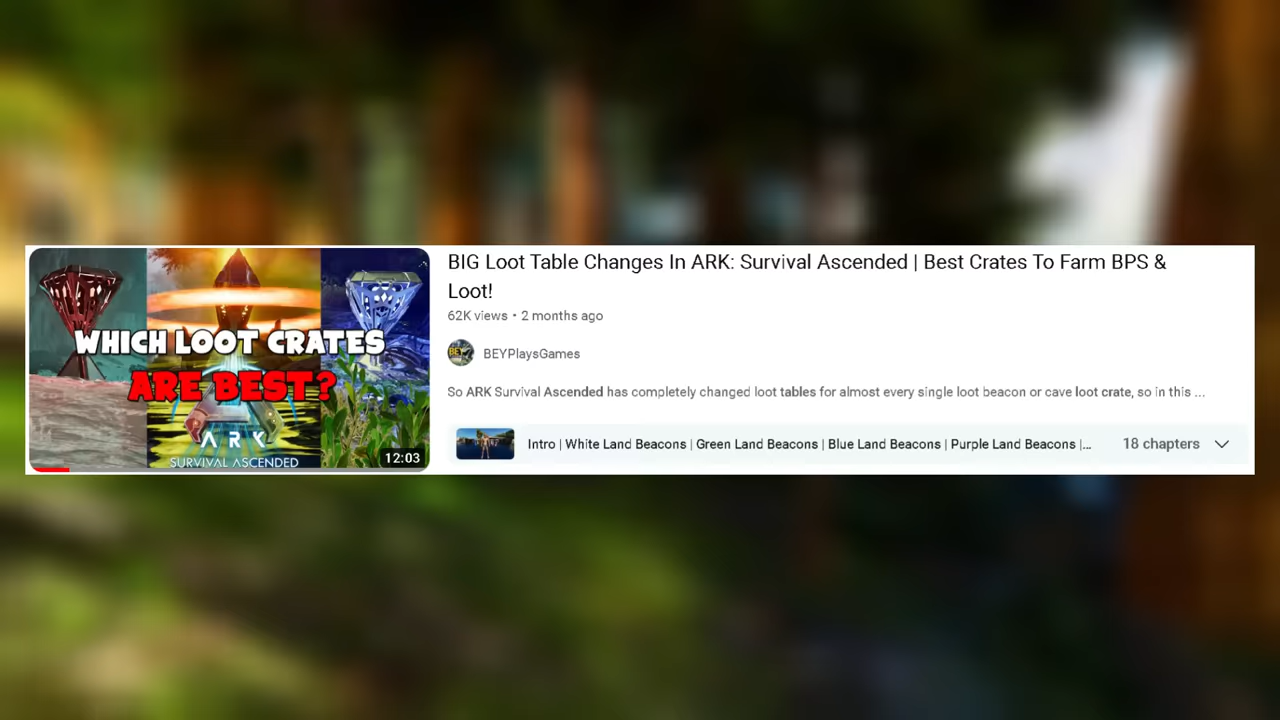 WHICH LOOT CRATES
ARE BEST?
ARK
SURVIVAL ASCENDED
12:03
BIG Loot Table Changes In ARK: Survival Ascended | Best Crates To Farm BPS &
Loot!
62K views • 2 months ago
BEY
BEYPlaysGames
So ARK Survival Ascended has completely changed loot tables for almost every single loot beacon or cave loot crate, so in this ...
Intro | White Land Beacons | Green Land Beacons | Blue Land Beacons | Purple Land Beacons |...
18 chapters